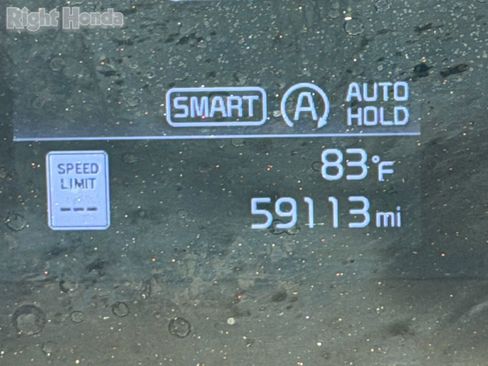 Right Honda
SMART A AUTO HOLD
SPEED LIMIT ---
83°F
59113 mi